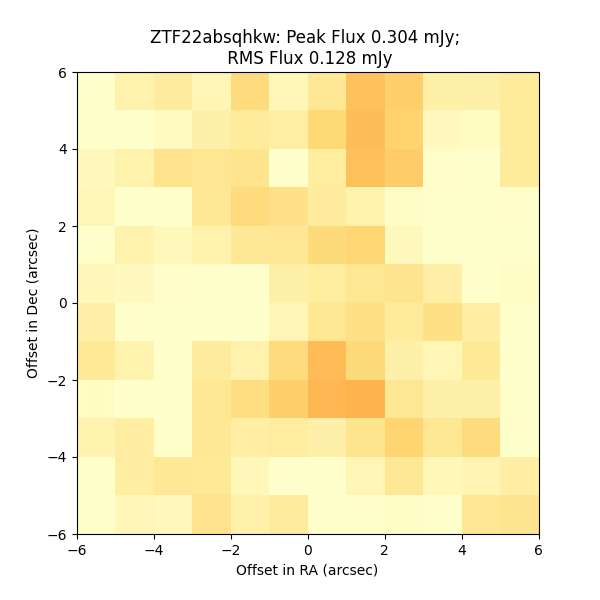 ZTF22absqhkw: Peak Flux 0.304 mJy;
RMS Flux 0.128 mJy
6
4
2
0
−2
−4
−6
Offset in Dec (arcsec)
−6 −4 −2 0 2 4 6
Offset in RA (arcsec)